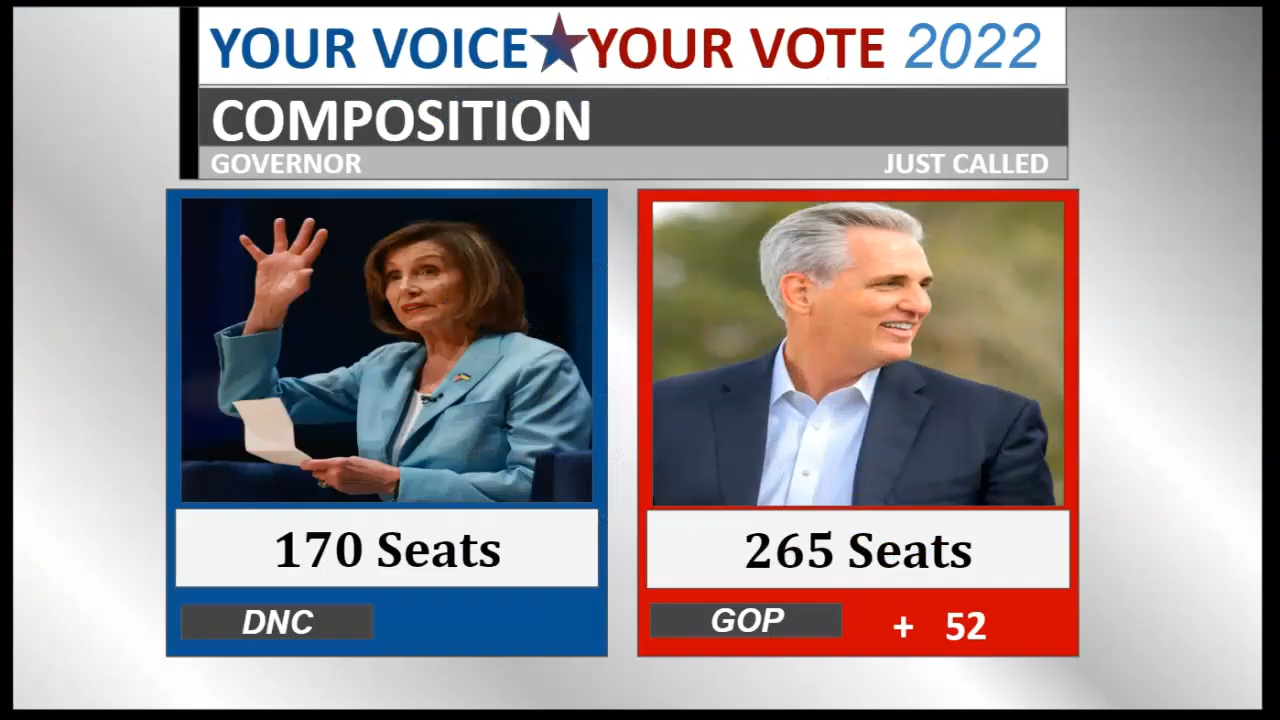 YOUR VOICE★YOUR VOTE 2022
COMPOSITION
GOVERNOR JUST CALLED
170 Seats
DNC
265 Seats
GOP + 52